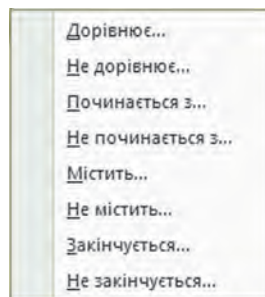 Дорівнює...
Не дорівнює...
Починається з...
Не починається з...
Містить...
Не містить...
Закінчується...
Не закінчується...